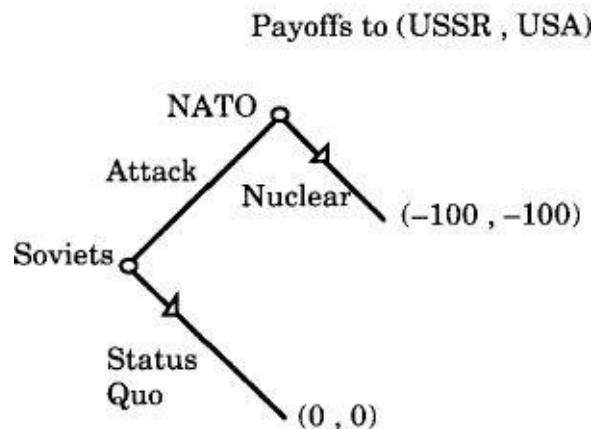 Payoffs to (USSR , USA)
NATO
Attack
Nuclear
(–100 , –100)
Soviets
Status
Quo
(0 , 0)